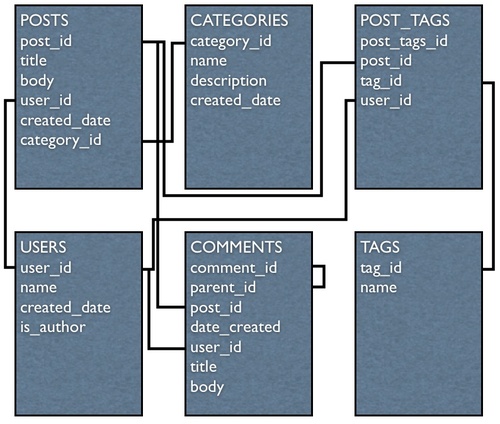 POSTS
post_id
title
body
user_id
created_date
category_id
CATEGORIES
category_id
name
description
created_date
POST_TAGS
post_tags_id
post_id
tag_id
user_id
USERS
user_id
name
created_date
is_author
COMMENTS
comment_id
parent_id
post_id
date_created
user_id
title
body
TAGS
tag_id
name